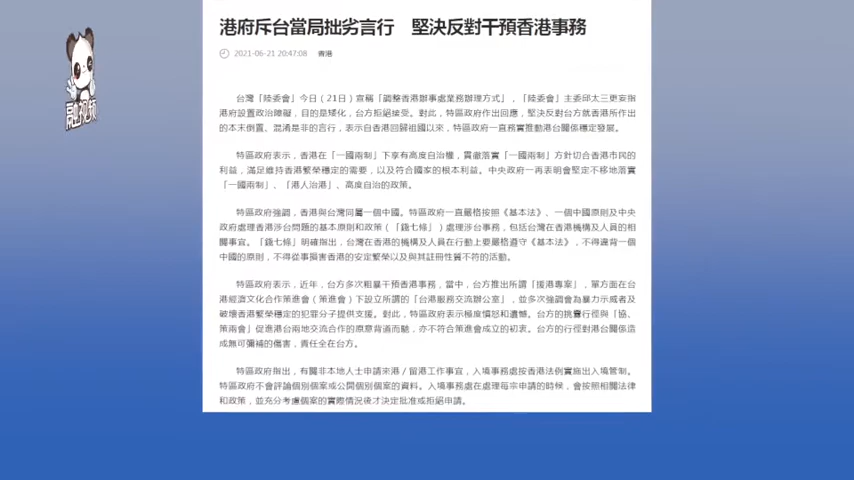 港府斥台當局拙劣言行　堅決反對干預香港事務
2021-06-21 20:47:08 香港
台灣「陸委會」今日（21日）宣稱「調整香港辦事處業務辦理方式」，「陸委會」主委邱太三更妄指
港府設置政治障礙，目的是矮化，台方拒絕接受。對此，特區政府作出回應，堅決反對台方就香港所作出
的本末倒置、混淆是非的言行，表示自香港回歸祖國以來，特區政府一直務實推動港台關係穩定發展。
特區政府表示，香港在「一國兩制」下享有高度自治權，貫徹落實「一國兩制」方針切合香港市民的
利益，滿足維持香港繁榮穩定的需要，以及符合國家的根本利益。中央政府一再表明會堅定不移地落實
「一國兩制」、「港人治港」、高度自治的政策。
特區政府強調，香港與台灣同屬一個中國。特區政府一直嚴格按照《基本法》、一個中國原則及中央
政府處理香港涉台問題的基本原則和政策（「錢七條」）處理涉台事務，包括台灣在香港機構及人員的相
關事宜。「錢七條」明確指出，台灣在香港的機構及人員在行動上要嚴格遵守《基本法》，不得違背一個
中國的原則，不得從事損害香港的安定繁榮以及與其註冊性質不符的活動。
特區政府表示，近年，台方多次粗暴干預香港事務，當中，台方推出所謂「援港專案」，單方面在台
港經濟文化合作策進會（策進會）下設立所謂的「台港服務交流辦公室」，並多次強調會為暴力示威者及
破壞香港繁榮穩定的犯罪分子提供支援。對此，特區政府表示極度憤怒和遺憾。台方的挑釁行徑與「協、
策兩會」促進港台兩地交流合作的原意背道而馳，亦不符合策進會成立的初衷。台方的行徑對港台關係造
成無可彌補的傷害，責任全在台方。
特區政府指出，有關非本地人士申請來港／留港工作事宜，入境事務處按香港法例實施出入境管制。
特區政府不會評論個別個案或公開個別個案的資料。入境事務處在處理每宗申請的時候，會按照相關法律
和政策，並充分考慮個案的實際情況後才決定批准或拒絕申請。